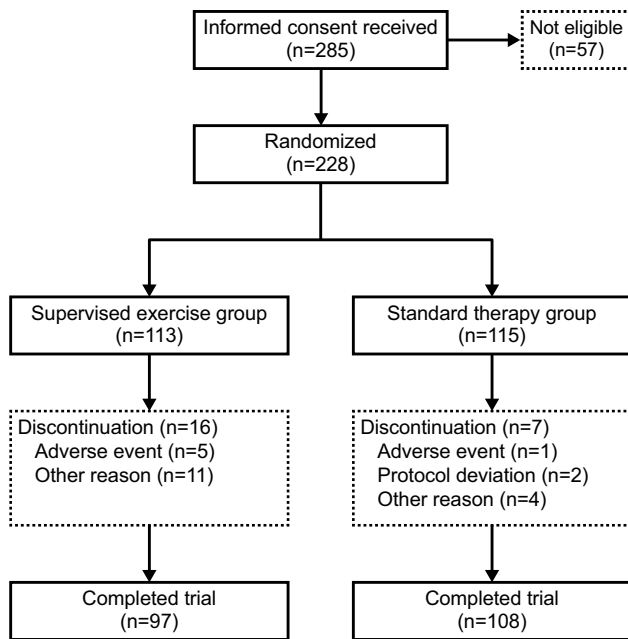 Informed consent received
(n=285)
Not eligible
(n=57)
Randomized
(n=228)
Supervised exercise group
(n=113)
Standard therapy group
(n=115)
Discontinuation (n=16)
Adverse event (n=5)
Other reason (n=11)
Discontinuation (n=7)
Adverse event (n=1)
Protocol deviation (n=2)
Other reason (n=4)
Completed trial
(n=97)
Completed trial
(n=108)